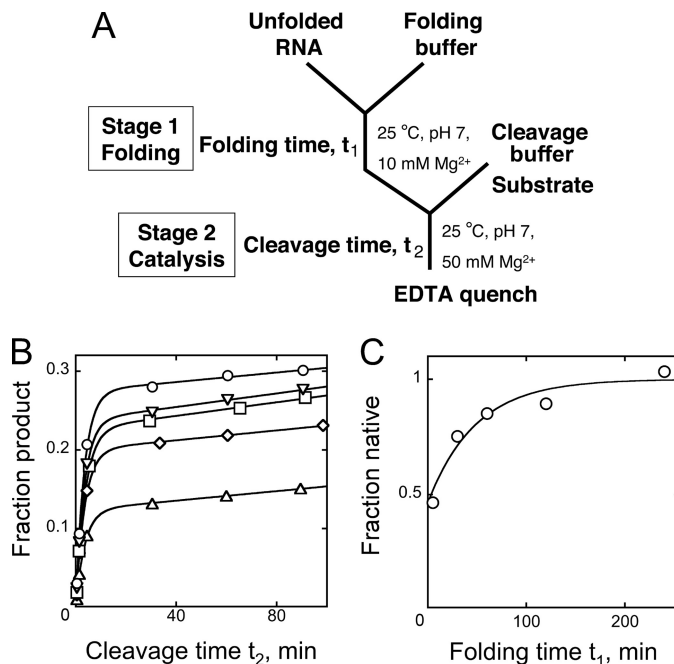 A
Unfolded
RNA
Folding
buffer
Stage 1
Folding
Folding time, t1
25 °C, pH 7,
10 mM Mg2+
Cleavage
buffer
Substrate
Stage 2
Catalysis
Cleavage time, t2
25 °C, pH 7,
50 mM Mg2+
EDTA quench
B
Fraction product
0.3
0.2
0.1
0
40
80
Cleavage time t2, min
C
Fraction native
1
0.5
0
0
200
100
Folding time t1, min